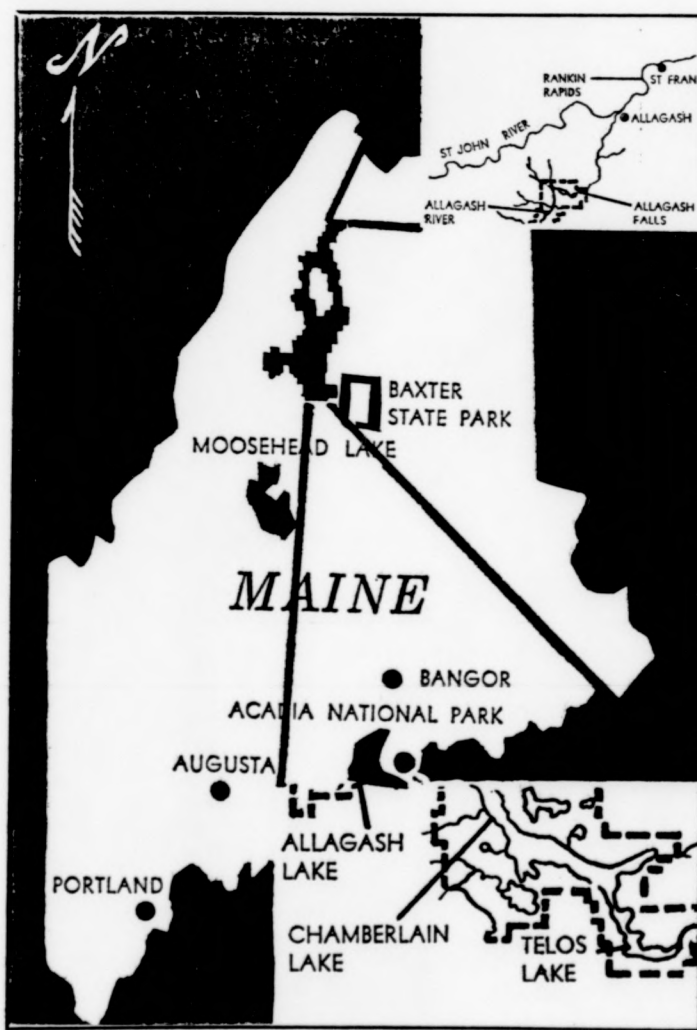 N
RANKIN
RAPIDS
ST FRAN
ALLAGASH
ST JOHN RIVER
ALLAGASH
RIVER
ALLAGASH
FALLS
BAXTER
STATE PARK
MOOSEHEAD LAKE
MAINE
BANGOR
ACADIA NATIONAL PARK
AUGUSTA
ALLAGASH
LAKE
PORTLAND
CHAMBERLAIN
LAKE
TELOS
LAKE